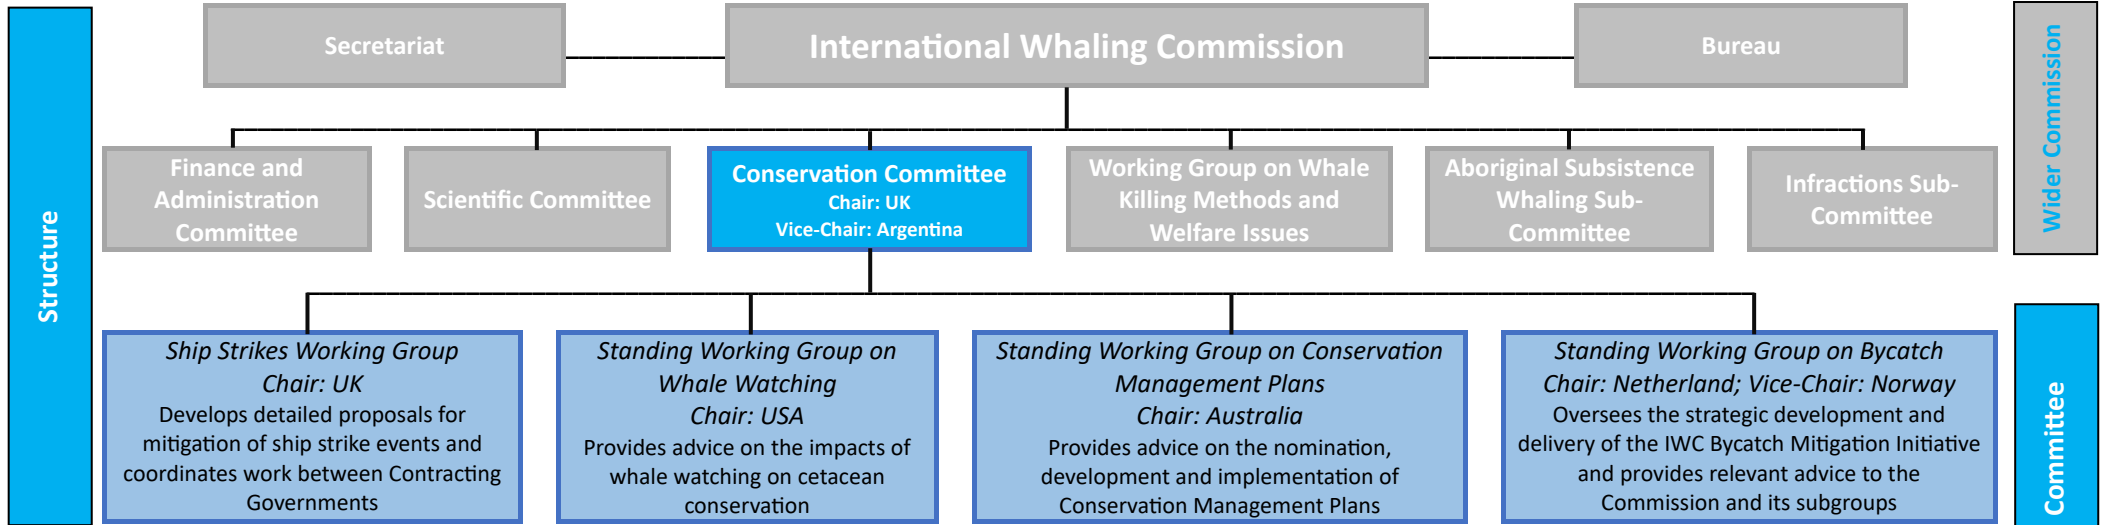 Structure
Secretariat
International Whaling Commission
Bureau
Wider Commission
Finance and
Administration
Committee
Scientific Committee
Conservation Committee
Chair: UK
Vice-Chair: Argentina
Working Group on Whale
Killing Methods and
Welfare Issues
Aboriginal Subsistence
Whaling Sub-
Committee
Infractions Sub-
Committee
Ship Strikes Working Group
Chair: UK
Develops detailed proposals for
mitigation of ship strike events and
coordinates work between Contracting
Governments
Standing Working Group on
Whale Watching
Chair: USA
Provides advice on the impacts of
whale watching on cetacean
conservation
Standing Working Group on Conservation
Management Plans
Chair: Australia
Provides advice on the nomination,
development and implementation of
Conservation Management Plans
Standing Working Group on Bycatch
Chair: Netherland; Vice-Chair: Norway
Oversees the strategic development and
delivery of the IWC Bycatch Mitigation Initiative
and provides relevant advice to the
Commission and its subgroups
Committee